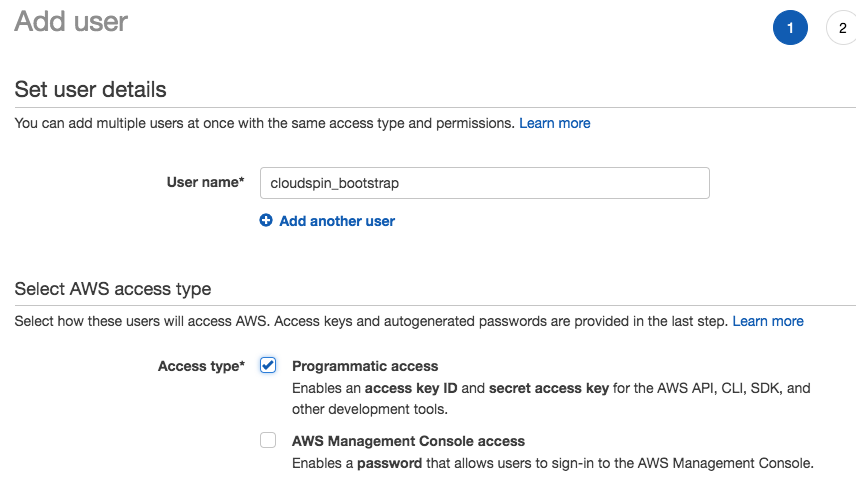 Add user
1
2
Set user details
You can add multiple users at once with the same access type and permissions. Learn more
User name*
cloudspin_bootstrap
Add another user
Select AWS access type
Select how these users will access AWS. Access keys and autogenerated passwords are provided in the last step. Learn more
Access type*
Programmatic access
Enables an access key ID and secret access key for the AWS API, CLI, SDK, and
other development tools.
AWS Management Console access
Enables a password that allows users to sign-in to the AWS Management Console.